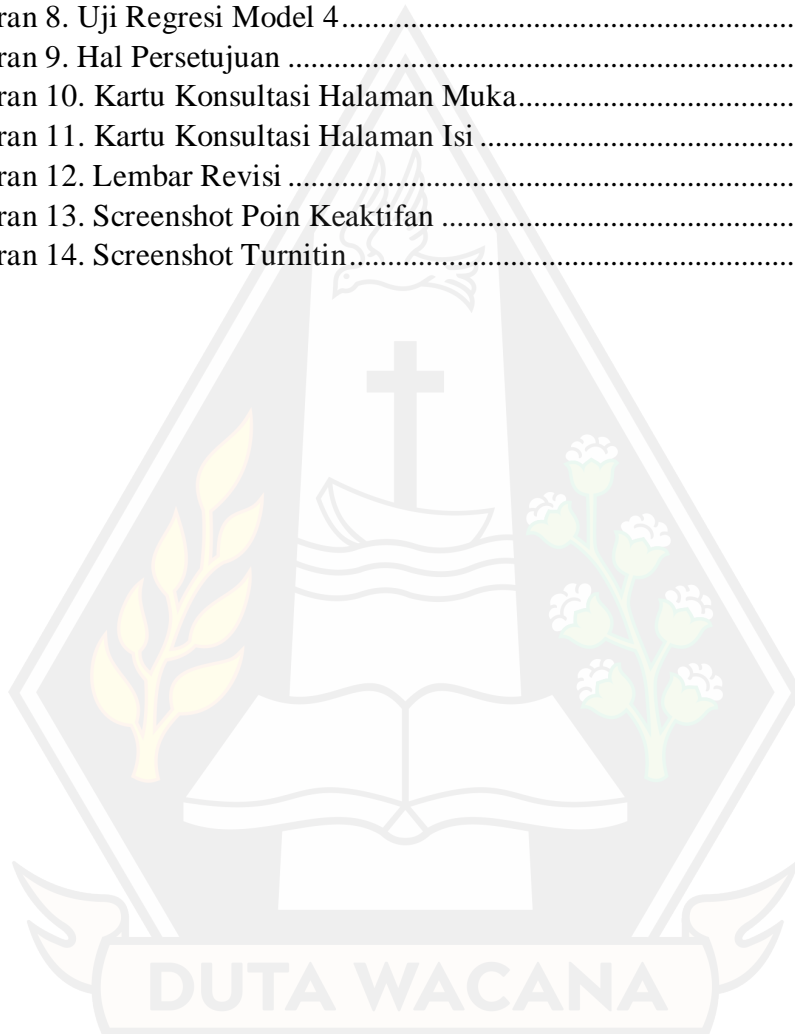 ran 8. Uji Regresi Model 4........................................................
ran 9. Hal Persetujuan ...............................................................
ran 10. Kartu Konsultasi Halaman Muka..................................
ran 11. Kartu Konsultasi Halaman Isi .......................................
ran 12. Lembar Revisi ...............................................................
ran 13. Screenshot Poin Keaktifan ............................................
ran 14. Screenshot Turnitin.......................................................
DUTA WACANA